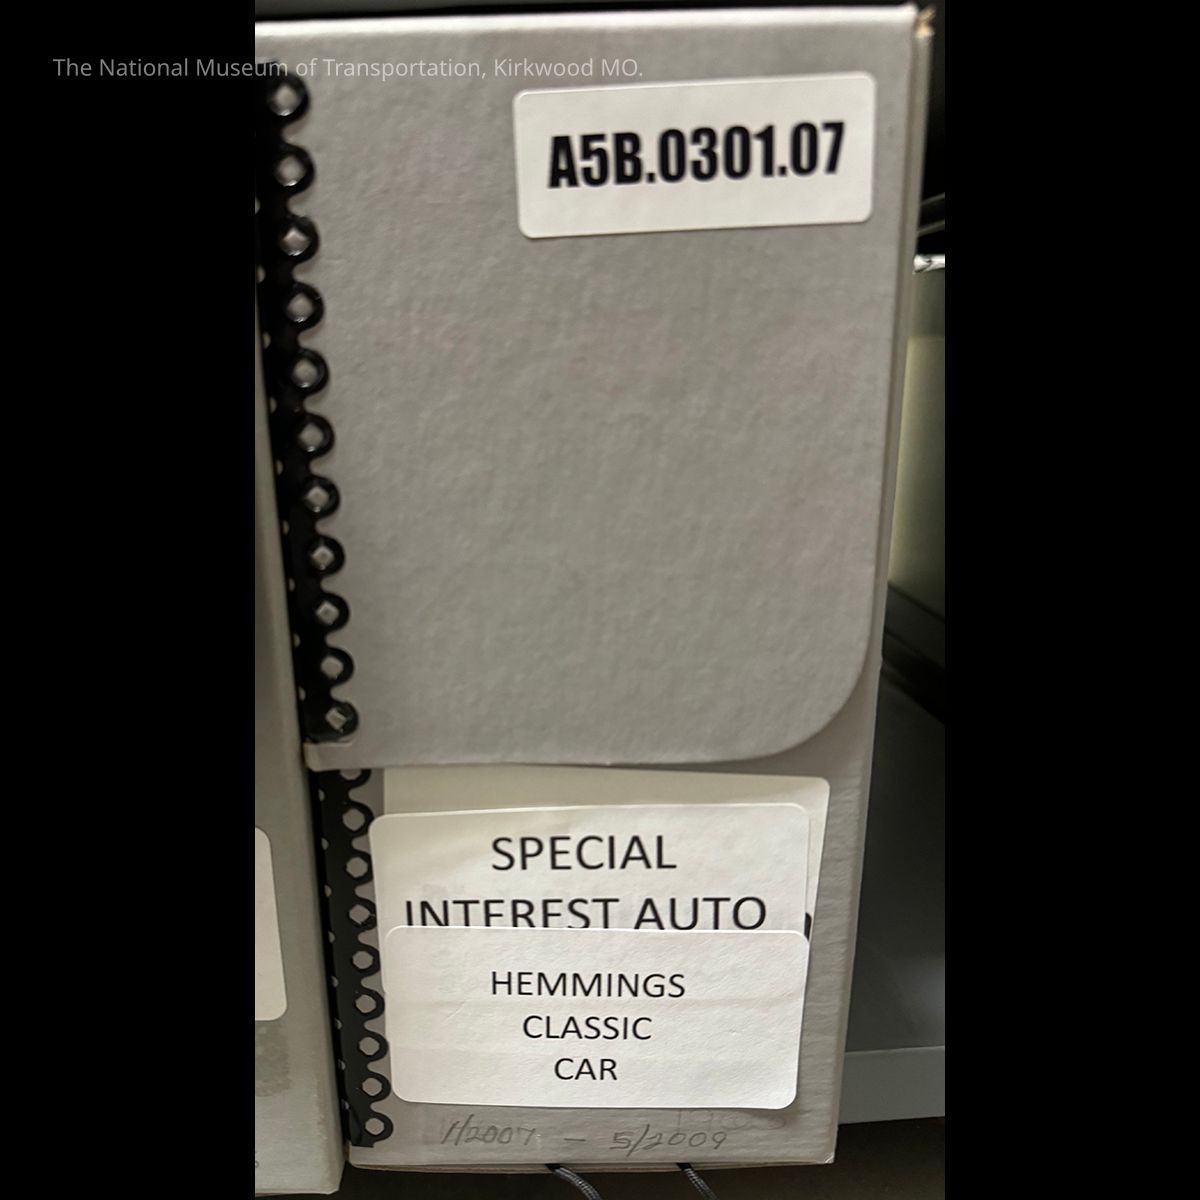 The National Museum of Transportation, Kirkwood MO.
A5B.0301.07
SPECIAL
INTEREST AUTO
HEMMINGS
CLASSIC
CAR
1/2007 — 5/2009